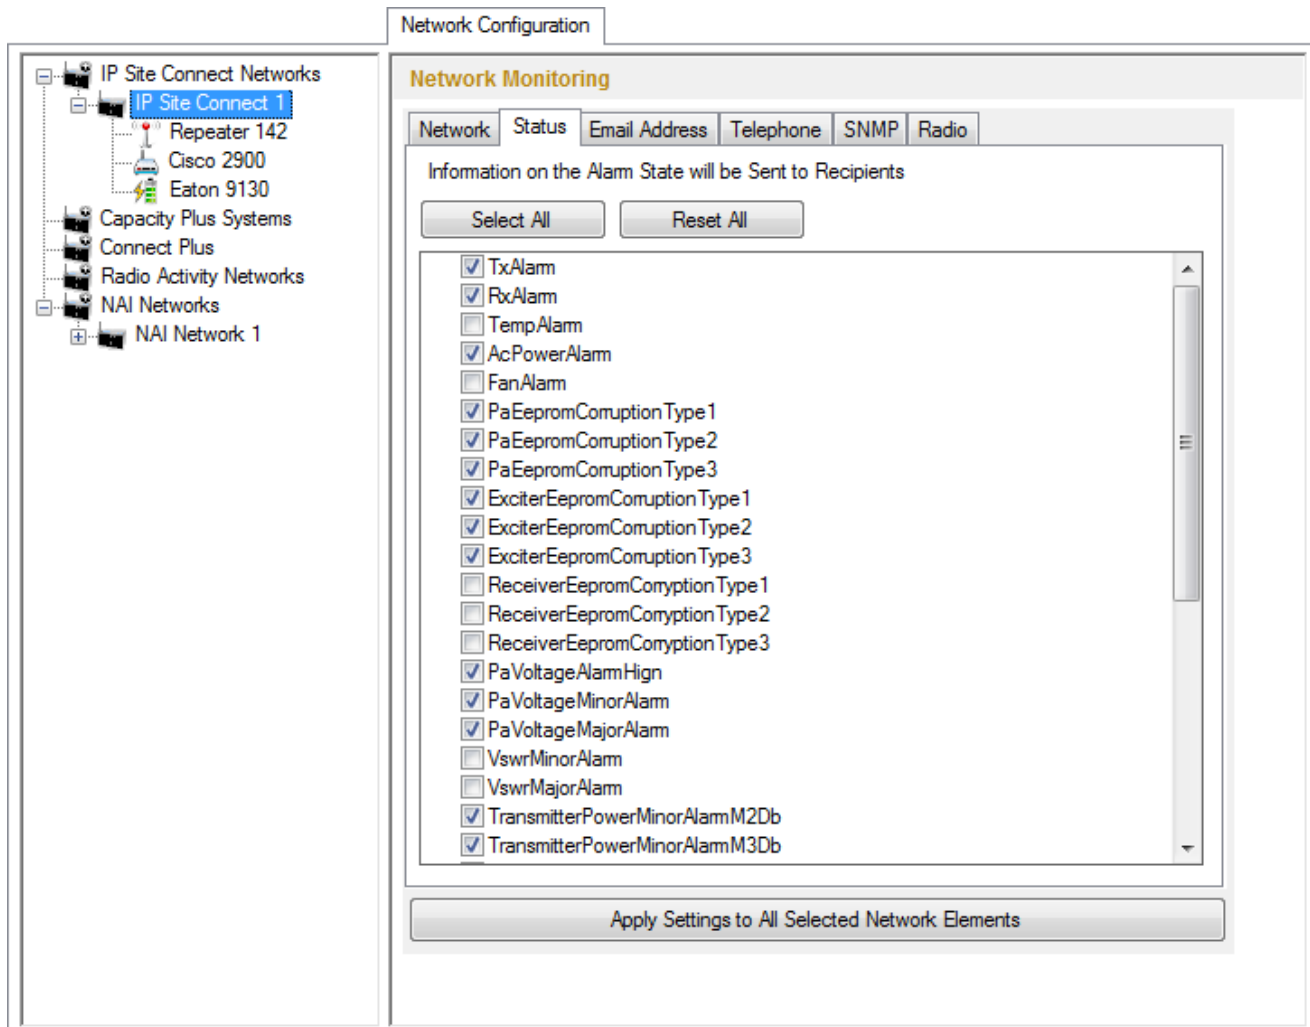 Network Configuration
IP Site Connect Networks
IP Site Connect 1
Repeater 142
Cisco 2900
Eaton 9130
Capacity Plus Systems
Connect Plus
Radio Activity Networks
NAI Networks
NAI Network 1
Network Monitoring
Network Status Email Address Telephone SNMP Radio
Information on the Alarm State will be Sent to Recipients
Select All Reset All
TxAlarm
RxAlarm
TempAlarm
AcPowerAlarm
FanAlarm
PaEepromCorruptionType1
PaEepromCorruptionType2
PaEepromCorruptionType3
ExciterEepromCorruptionType1
ExciterEepromCorruptionType2
ExciterEepromCorruptionType3
ReceiverEepromCorryptionType1
ReceiverEepromCorryptionType2
ReceiverEepromCorryptionType3
PaVoltageAlarmHign
PaVoltageMinorAlarm
PaVoltageMajorAlarm
VswrMinorAlarm
VswrMajorAlarm
TransmitterPowerMinorAlarmM2Db
TransmitterPowerMinorAlarmM3Db
Apply Settings to All Selected Network Elements